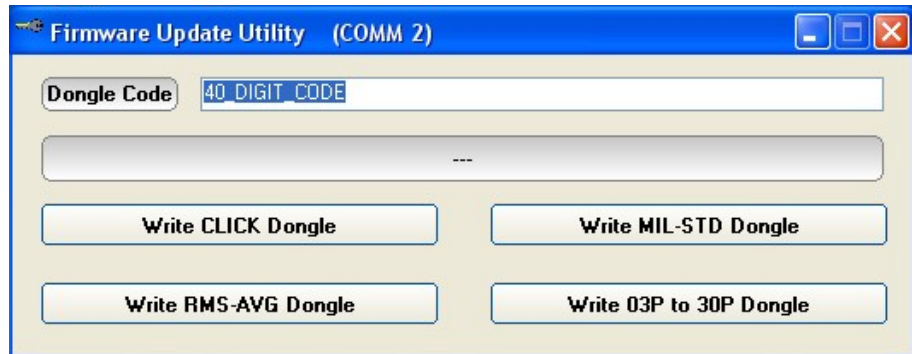 Firmware Update Utility (COMM 2)
Dongle Code 40_DIGIT_CODE
---
Write CLICK Dongle Write MIL-STD Dongle
Write RMS-AVG Dongle Write 03P to 30P Dongle